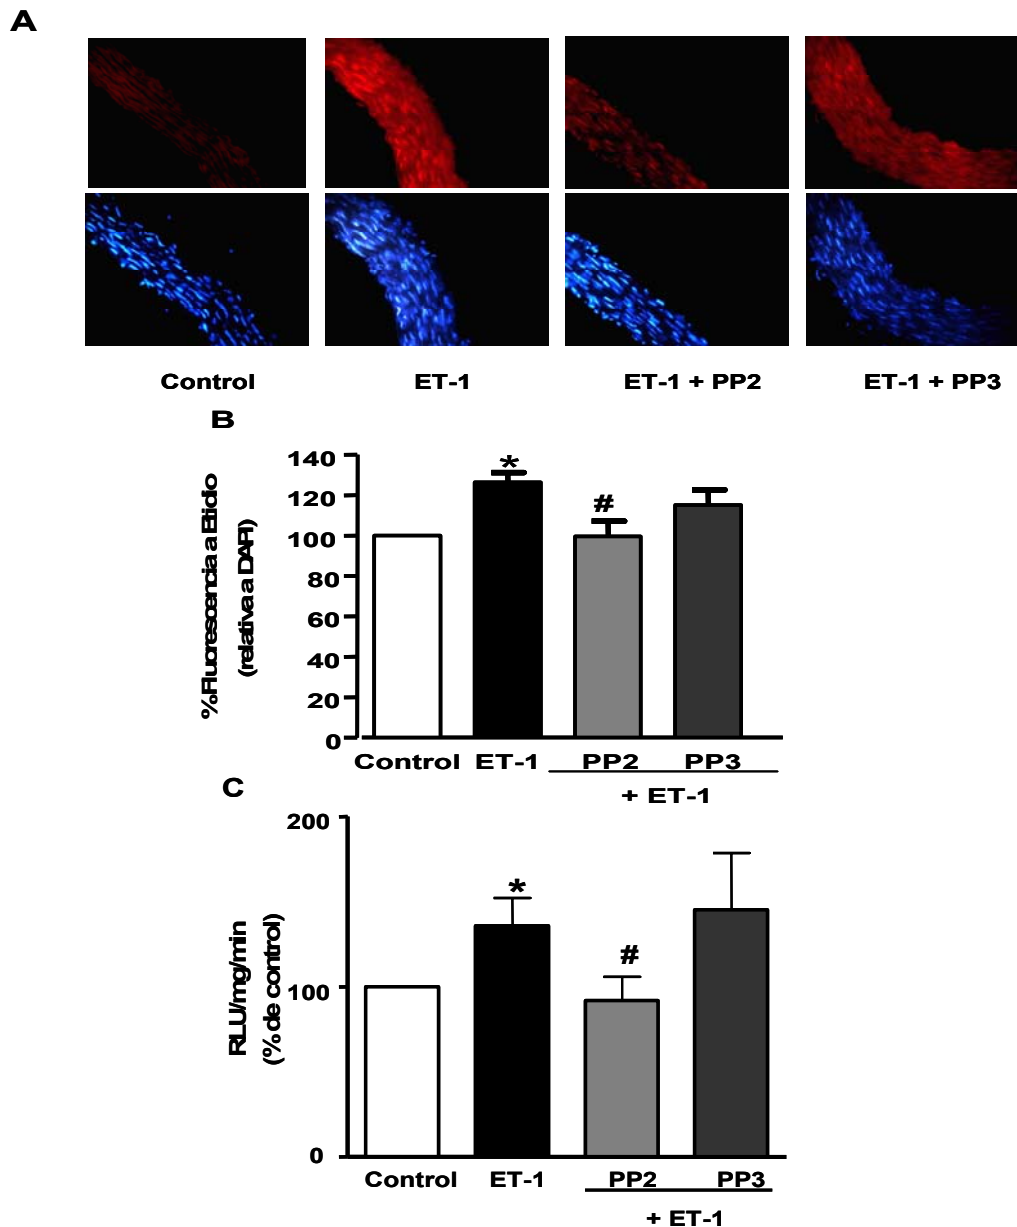 A
Control ET-1 ET-1 + PP2 ET-1 + PP3
B
%Fluorescencia a Etidio
(relativa a DAPI)
140
120
100
80
60
40
20
0
*
#
Control ET-1 PP2 PP3
+ ET-1
C
RLU/mg/min
(% de control)
200
100
0
*
#
Control ET-1 PP2 PP3
+ ET-1